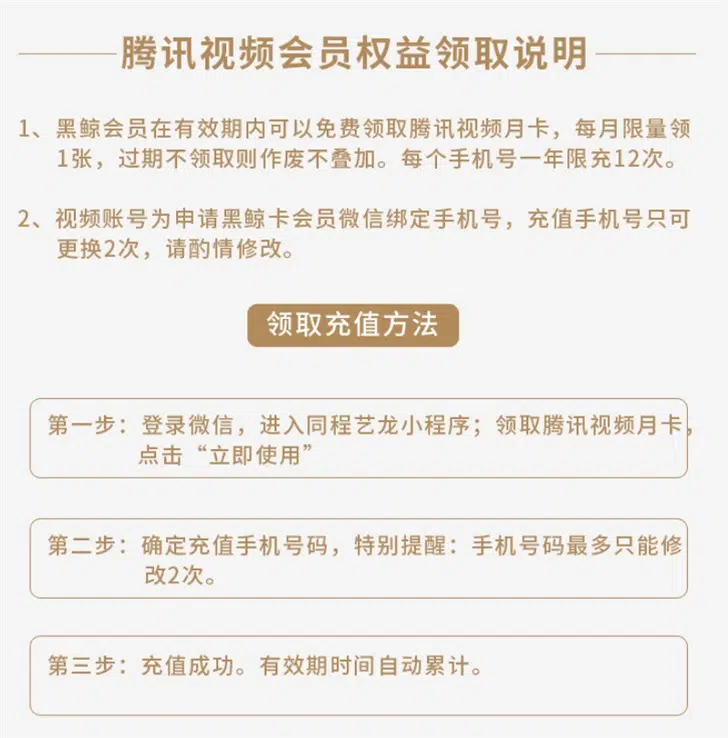 腾讯视频会员权益领取说明
1、黑鲸会员在有效期内可以免费领取腾讯视频月卡，每月限量领
1张，过期不领取则作废不叠加。每个手机号一年限充12次。
2、视频账号为申请黑鲸卡会员微信绑定手机号，充值手机号只可
更换2次，请酌情修改。
领取充值方法
第一步：登录微信，进入同程艺龙小程序；领取腾讯视频月卡，
点击“立即使用”
第二步：确定充值手机号码，特别提醒：手机号码最多只能修
改2次。
第三步：充值成功。有效期时间自动累计。